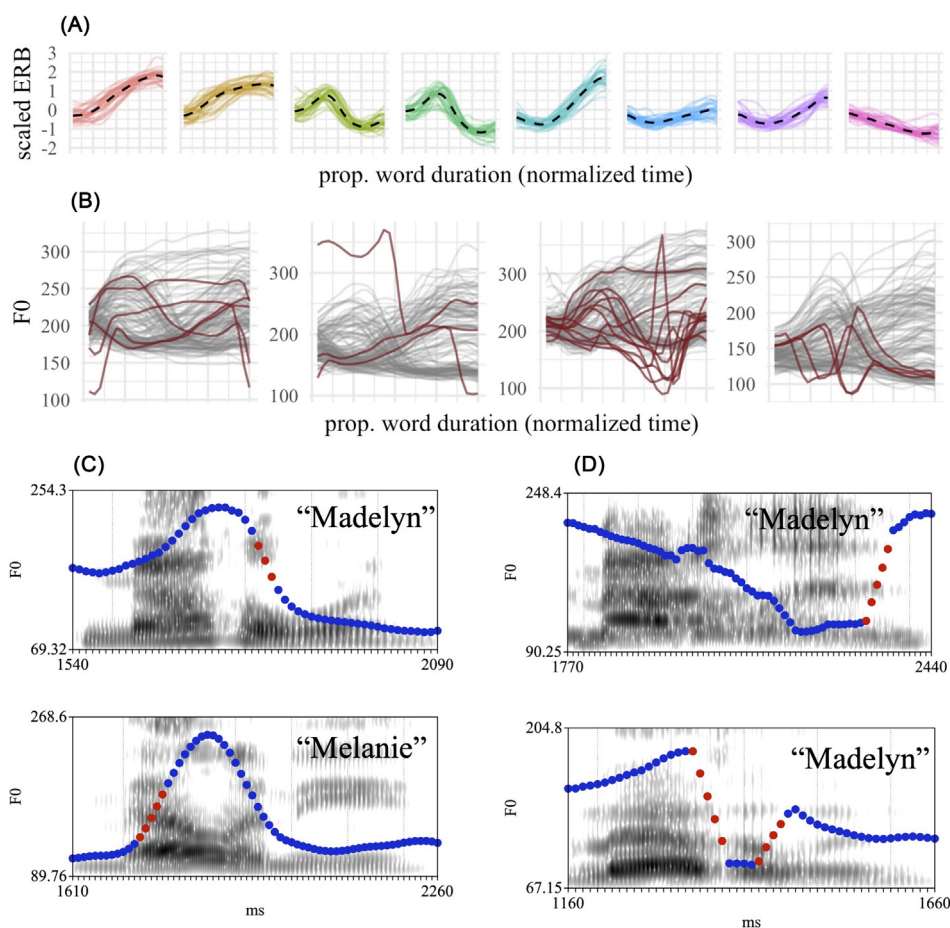 (A)
scaled ERB
3
2
1
0
-1
-2
prop. word duration (normalized time)
(B)
F0
300
250
200
150
100
300
200
100
300
200
100
300
250
200
150
100
prop. word duration (normalized time)
(C)
254.3
“Madelyn”
F0
69.32
1540
2090
268.6
“Melanie”
F0
89.76
1610
2260
ms
(D)
248.4
“Madelyn”
F0
90.25
1770
2440
204.8
“Madelyn”
F0
67.15
1160
1660
ms